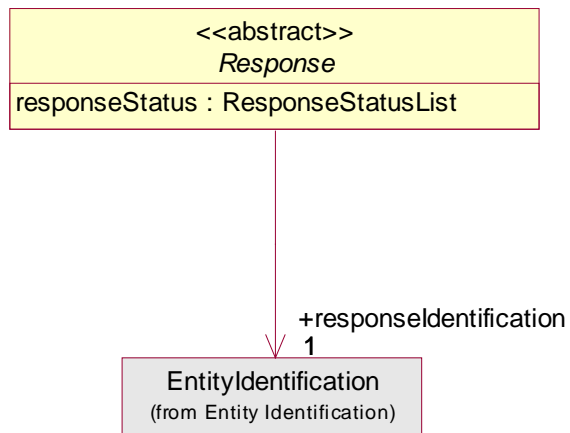 <<abstract>>
Response
responseStatus : ResponseStatusList
+responseIdentification
1
EntityIdentification
(from Entity Identification)